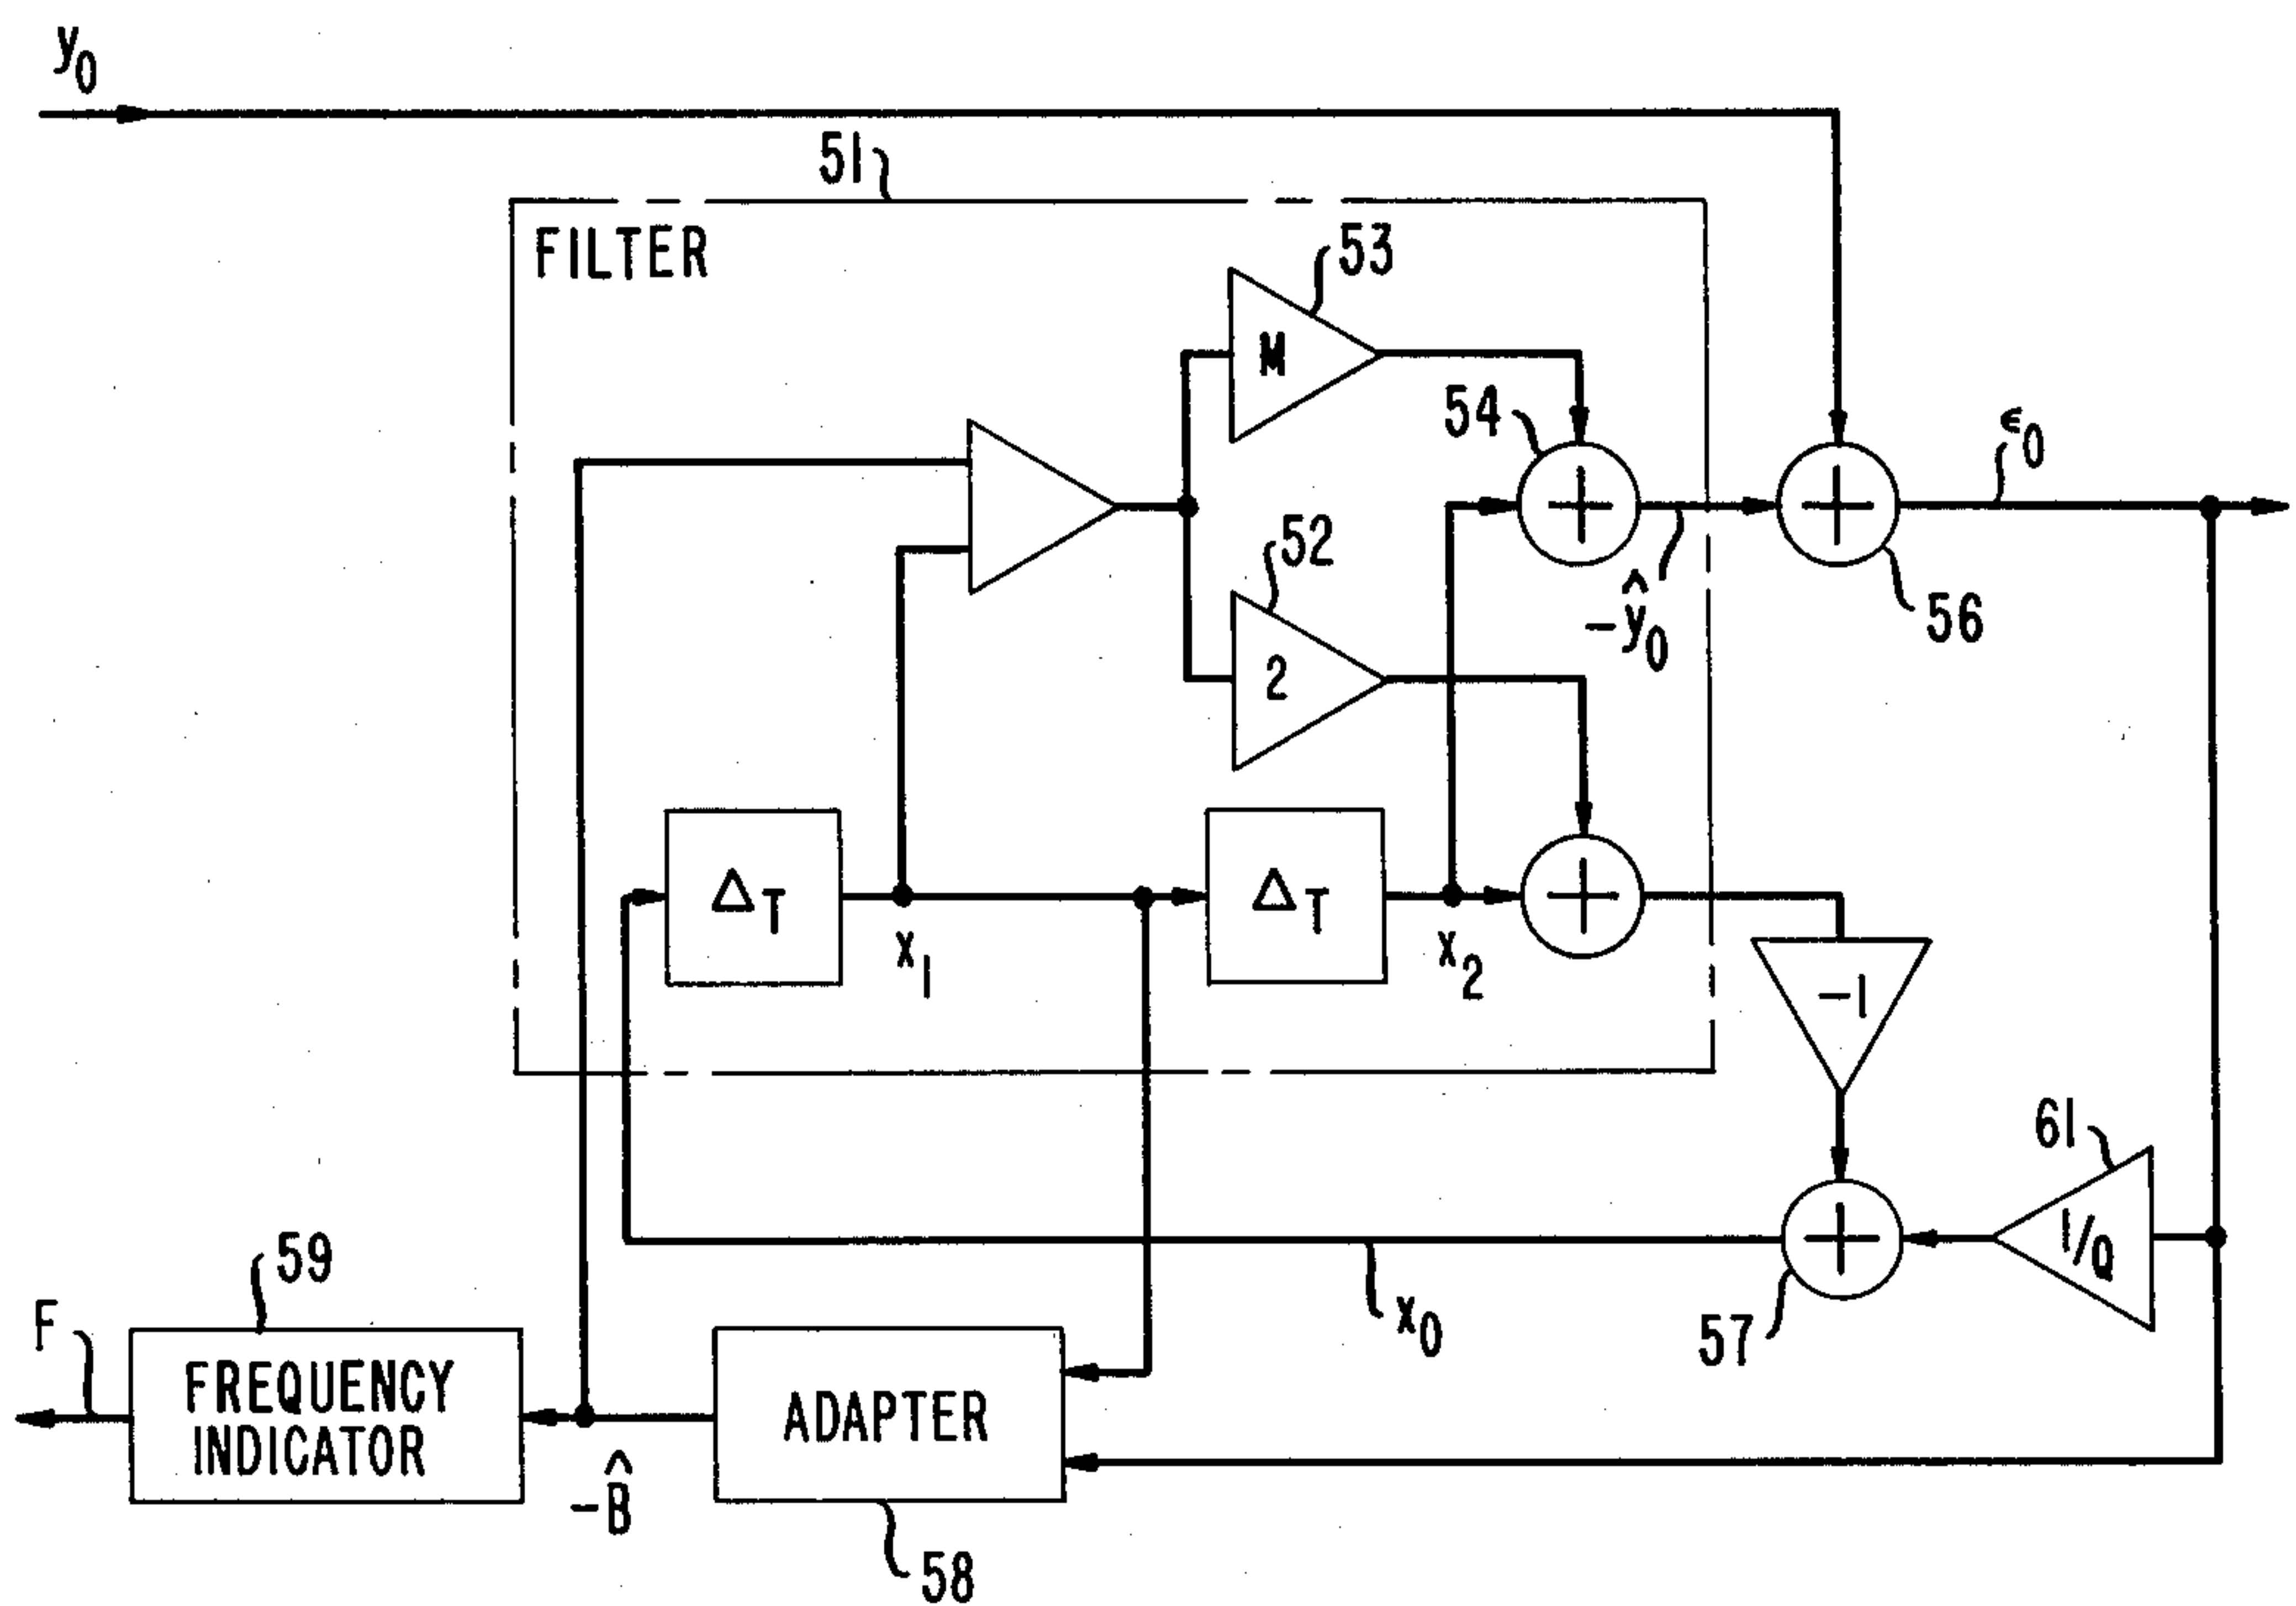 y0
51
FILTER
53
M
54
ϵ0
52
-ŷ0
56
2
ΔT
ΔT
x1
x2
-1
61
1/Q
59
x0
57
F
FREQUENCY
INDICATOR
ADAPTER
-B̂
58